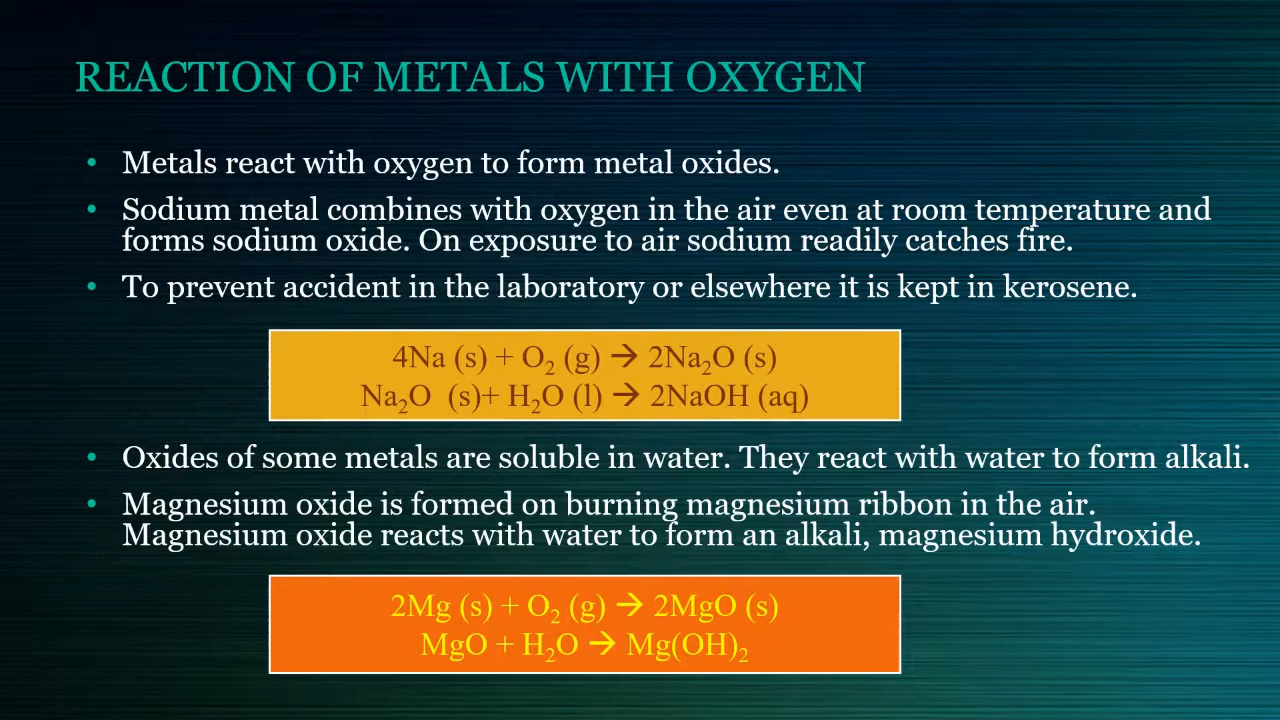 REACTION OF METALS WITH OXYGEN
• Metals react with oxygen to form metal oxides.
• Sodium metal combines with oxygen in the air even at room temperature and
forms sodium oxide. On exposure to air sodium readily catches fire.
• To prevent accident in the laboratory or elsewhere it is kept in kerosene.
4Na (s) + O₂ (g) → 2Na₂O (s)
Na₂O (s)+ H₂O (l) → 2NaOH (aq)
• Oxides of some metals are soluble in water. They react with water to form alkali.
• Magnesium oxide is formed on burning magnesium ribbon in the air.
Magnesium oxide reacts with water to form an alkali, magnesium hydroxide.
2Mg (s) + O₂ (g) → 2MgO (s)
MgO + H₂O → Mg(OH)₂